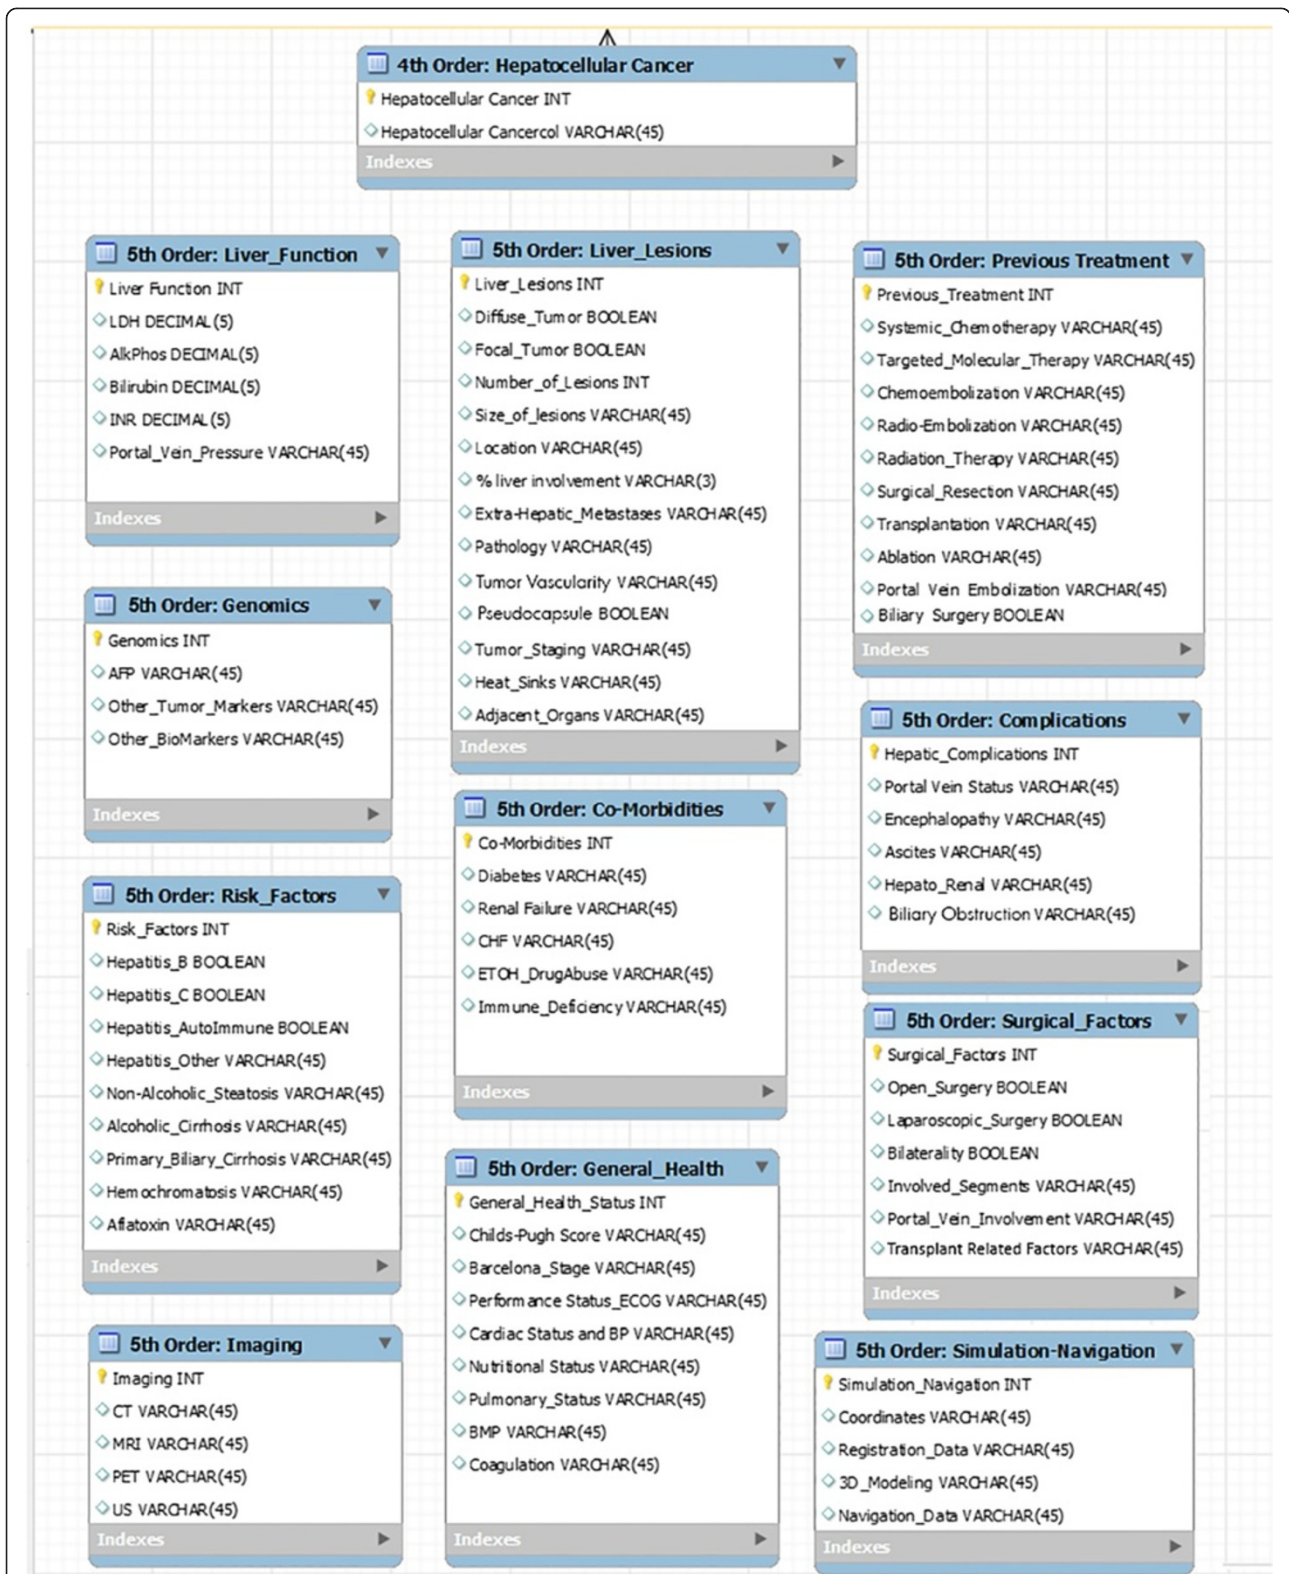 4th Order: Hepatocellular Cancer
Hepatocellular Cancer INT
Hepatocellular Cancercol VARCHAR(45)
Indexes
5th Order: Liver_Function
Liver Function INT
LDH DECIMAL(5)
AlkPhos DECIMAL(5)
Bilirubin DECIMAL(5)
INR DECIMAL(5)
Portal_Vein_Pressure VARCHAR(45)
Indexes
5th Order: Genomics
Genomics INT
AFP VARCHAR(45)
Other_Tumor_Markers VARCHAR(45)
Other_BioMarkers VARCHAR(45)
Indexes
5th Order: Risk_Factors
Risk_Factors INT
Hepatitis_B BOOLEAN
Hepatitis_C BOOLEAN
Hepatitis_AutoImmune BOOLEAN
Hepatitis_Other VARCHAR(45)
Non-Alcoholic_Steatosis VARCHAR(45)
Alcoholic_Cirrhosis VARCHAR(45)
Primary_Biliary_Cirrhosis VARCHAR(45)
Hemochromatosis VARCHAR(45)
Aflatoxin VARCHAR(45)
Indexes
5th Order: Imaging
Imaging INT
CT VARCHAR(45)
MRI VARCHAR(45)
PET VARCHAR(45)
US VARCHAR(45)
Indexes
5th Order: Liver_Lesions
Liver_Lesions INT
Diffuse_Tumor BOOLEAN
Focal_Tumor BOOLEAN
Number_of_Lesions INT
Size_of_lesions VARCHAR(45)
Location VARCHAR(45)
% liver involvement VARCHAR(3)
Extra-Hepatic_Metastases VARCHAR(45)
Pathology VARCHAR(45)
Tumor Vascularity VARCHAR(45)
Pseudocapsule BOOLEAN
Tumor_Staging VARCHAR(45)
Heat_Sinks VARCHAR(45)
Adjacent_Organs VARCHAR(45)
Indexes
5th Order: Co-Morbidities
Co-Morbidities INT
Diabetes VARCHAR(45)
Renal Failure VARCHAR(45)
CHF VARCHAR(45)
ETOH_DrugAbuse VARCHAR(45)
Immune_Deficiency VARCHAR(45)
Indexes
5th Order: General_Health
General_Health_Status INT
Childs-Pugh Score VARCHAR(45)
Barcelona_Stage VARCHAR(45)
Performance Status_ECOG VARCHAR(45)
Cardiac Status and BP VARCHAR(45)
Nutritional Status VARCHAR(45)
Pulmonary_Status VARCHAR(45)
BMP VARCHAR(45)
Coagulation VARCHAR(45)
Indexes
5th Order: Previous Treatment
Previous_Treatment INT
Systemic_Chemotherapy VARCHAR(45)
Targeted_Molecular_Therapy VARCHAR(45)
Chemoembolization VARCHAR(45)
Radio-Embolization VARCHAR(45)
Radiation_Therapy VARCHAR(45)
Surgical_Resection VARCHAR(45)
Transplantation VARCHAR(45)
Ablation VARCHAR(45)
Portal Vein Embolization VARCHAR(45)
Biliary Surgery BOOLEAN
Indexes
5th Order: Complications
Hepatic_Complications INT
Portal Vein Status VARCHAR(45)
Encephalopathy VARCHAR(45)
Ascites VARCHAR(45)
Hepato_Renal VARCHAR(45)
Biliary Obstruction VARCHAR(45)
Indexes
5th Order: Surgical_Factors
Surgical_Factors INT
Open_Surgery BOOLEAN
Laparoscopic_Surgery BOOLEAN
Bilaterality BOOLEAN
Involved_Segments VARCHAR(45)
Portal_Vein_Involvement VARCHAR(45)
Transplant Related Factors VARCHAR(45)
Indexes
5th Order: Simulation-Navigation
Simulation_Navigation INT
Coordinates VARCHAR(45)
Registration_Data VARCHAR(45)
3D_Modeling VARCHAR(45)
Navigation_Data VARCHAR(45)
Indexes